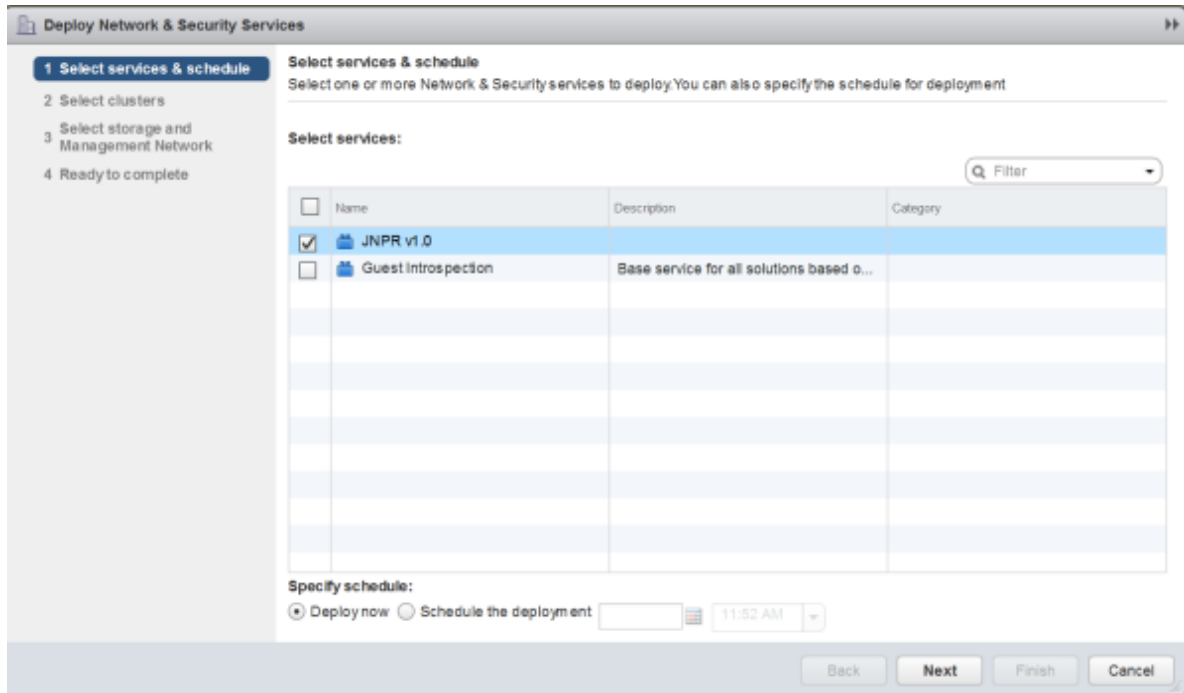 Deploy Network & Security Services
1 Select services & schedule
2 Select clusters
3 Select storage and
Management Network
4 Ready to complete
Select services & schedule
Select one or more Network & Security services to deploy.You can also specify the schedule for deployment
Select services:
Filter
Name Description Category
JNPR v1.0
Guest Introspection Base service for all solutions based o...
Specify schedule:
Deploy now Schedule the deployment 11:52 AM
Back Next Finish Cancel